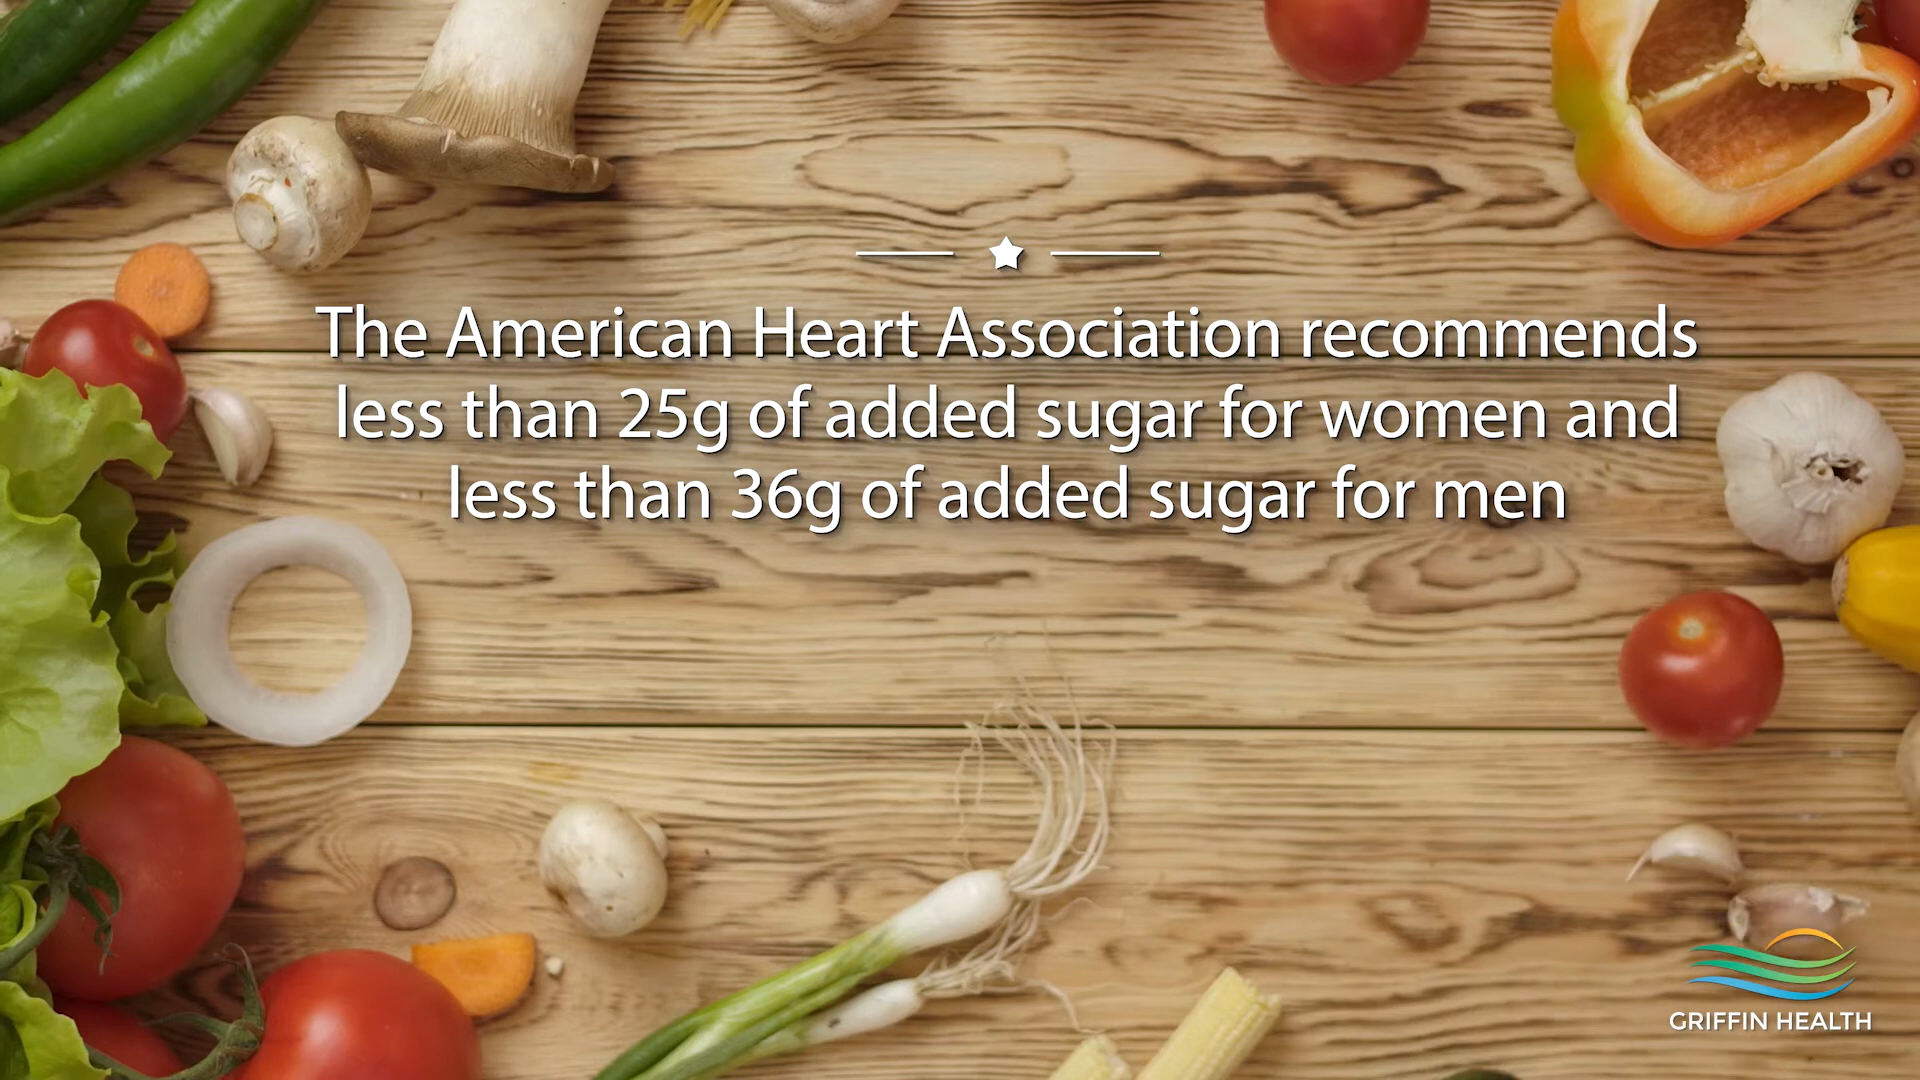 The American Heart Association recommends
less than 25g of added sugar for women and
less than 36g of added sugar for men
GRIFFIN HEALTH